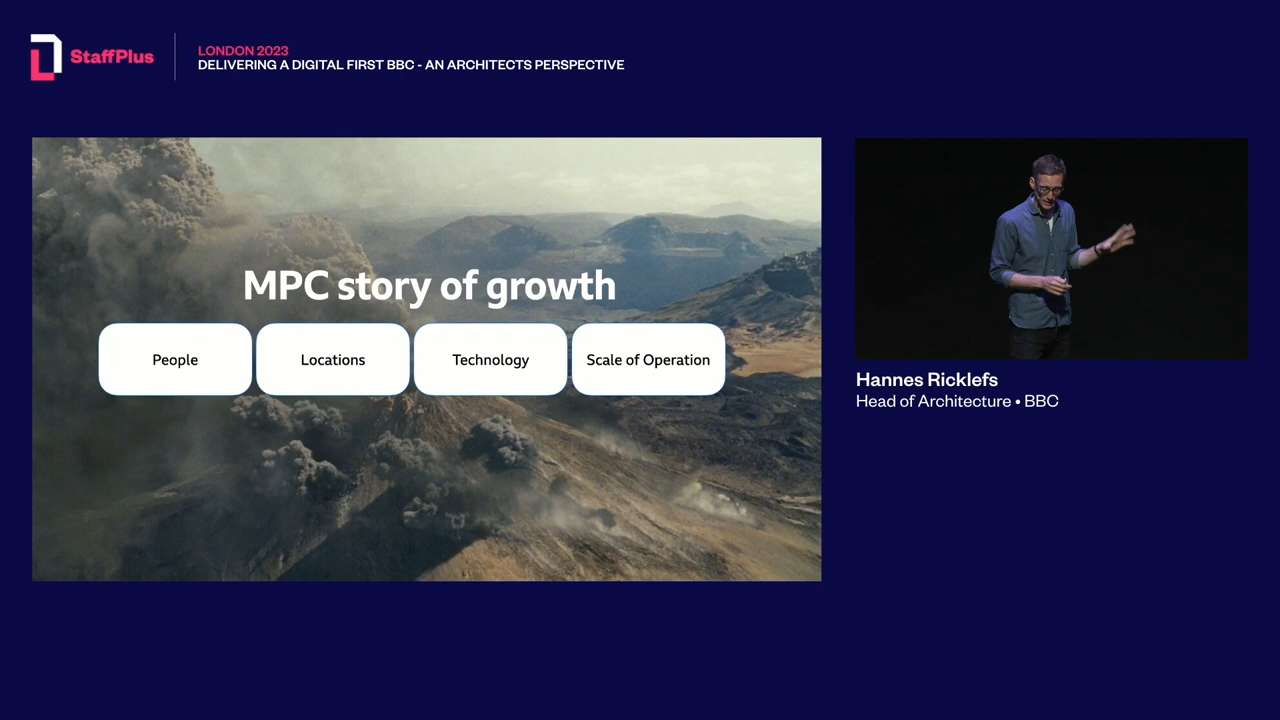 StaffPlus
LONDON 2023
DELIVERING A DIGITAL FIRST BBC - AN ARCHITECTS PERSPECTIVE
MPC story of growth
People
Locations
Technology
Scale of Operation
Hannes Ricklefs
Head of Architecture • BBC